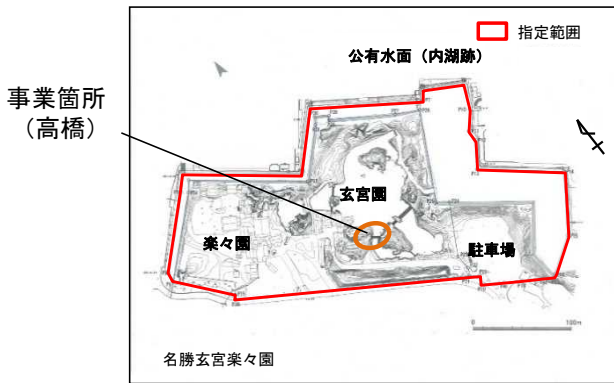 指定範囲
公有水面（内湖跡）
事業箇所
（高橋）
玄宮園
楽々園
駐車場
100m
名勝玄宮楽々園